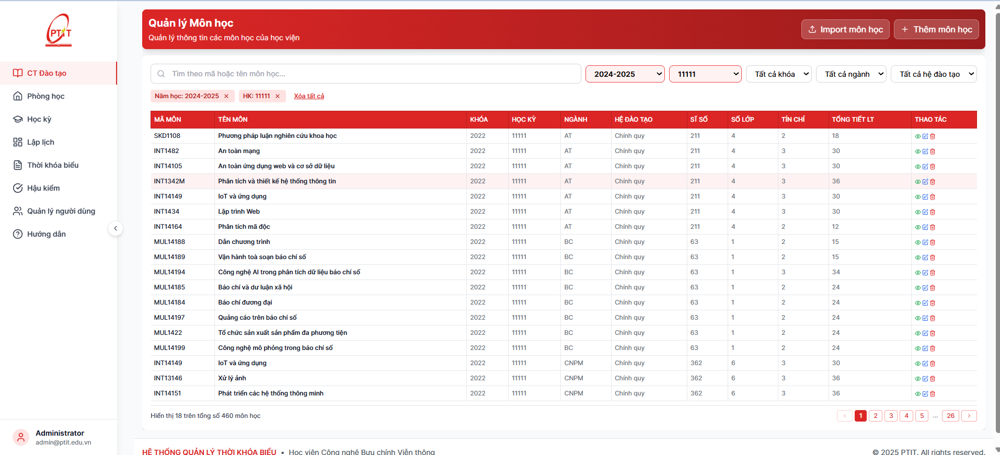 PTIT
CT Đào tạo
Phòng học
Học kỳ
Lập lịch
Thời khóa biểu
Hậu kiểm
Quản lý người dùng
Hướng dẫn
Administrator
admin@ptit.edu.vn
Quản lý Môn học
Quản lý thông tin các môn học của học viện
Import môn học
Thêm môn học
Tìm theo mã hoặc tên môn học... 2024-2025 11111 Tất cả khóa Tất cả ngành Tất cả hệ đào tạo
Năm học: 2024-2025 × HK: 11111 × Xóa tất cả
MÃ MÔN TÊN MÔN KHÓA HỌC KỲ NGÀNH HỆ ĐÀO TẠO SĨ SỐ SỐ LỚP TÍN CHỈ TỔNG TIẾT LT THAO TÁC
SKD1108 Phương pháp luận nghiên cứu khoa học 2022 11111 AT Chính quy 211 4 2 18
INT1482 An toàn mạng 2022 11111 AT Chính quy 211 4 3 30
INT14105 An toàn ứng dụng web và cơ sở dữ liệu 2022 11111 AT Chính quy 211 4 3 30
INT1342M Phân tích và thiết kế hệ thống thông tin 2022 11111 AT Chính quy 211 4 3 36
INT14149 IoT và ứng dụng 2022 11111 AT Chính quy 211 4 3 30
INT1434 Lập trình Web 2022 11111 AT Chính quy 211 4 3 30
INT14164 Phân tích mã độc 2022 11111 AT Chính quy 211 4 2 12
MUL14188 Dẫn chương trình 2022 11111 BC Chính quy 63 1 2 15
MUL14189 Vận hành toà soạn báo chí số 2022 11111 BC Chính quy 63 1 2 15
MUL14194 Công nghệ AI trong phân tích dữ liệu báo chí số 2022 11111 BC Chính quy 63 1 3 34
MUL14185 Báo chí và dư luận xã hội 2022 11111 BC Chính quy 63 1 2 24
MUL14184 Báo chí đương đại 2022 11111 BC Chính quy 63 1 2 24
MUL14197 Quảng cáo trên báo chí số 2022 11111 BC Chính quy 63 1 2 24
MUL1422 Tổ chức sản xuất sản phẩm đa phương tiện 2022 11111 BC Chính quy 63 1 2 24
MUL14199 Công nghệ mô phỏng trong báo chí số 2022 11111 BC Chính quy 63 1 2 24
INT14149 IoT và ứng dụng 2022 11111 CNPM Chính quy 362 6 3 30
INT13146 Xử lý ảnh 2022 11111 CNPM Chính quy 362 6 3 36
INT14151 Phát triển các hệ thống thông minh 2022 11111 CNPM Chính quy 362 6 3 36
Hiển thị 18 trên tổng số 460 môn học
1 2 3 4 5 ... 26
HỆ THỐNG QUẢN LÝ THỜI KHÓA BIỂU • Học viện Công nghệ Bưu chính Viễn thông
© 2025 PTIT. All rights reserved.